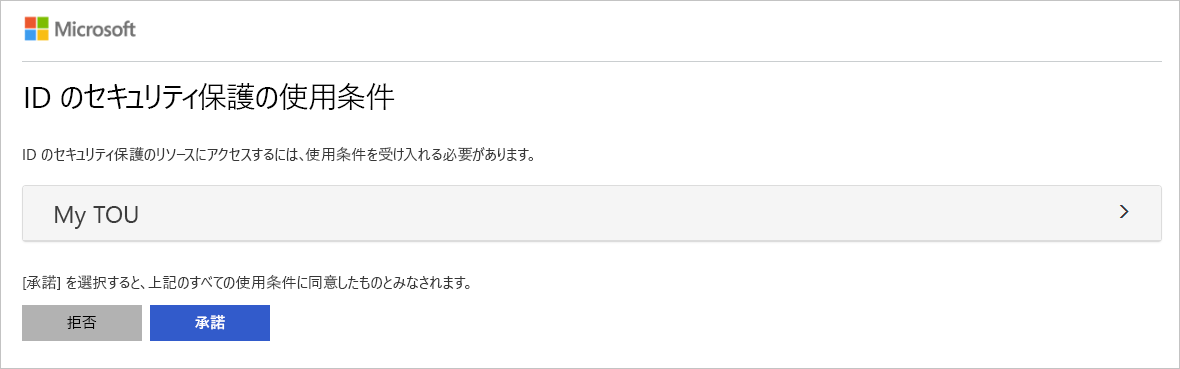 Microsoft
ID のセキュリティ保護の使用条件
ID のセキュリティ保護のリソースにアクセスするには、使用条件を受け入れる必要があります。
My TOU
[承諾] を選択すると、上記のすべての使用条件に同意したものとみなされます。
拒否
承諾